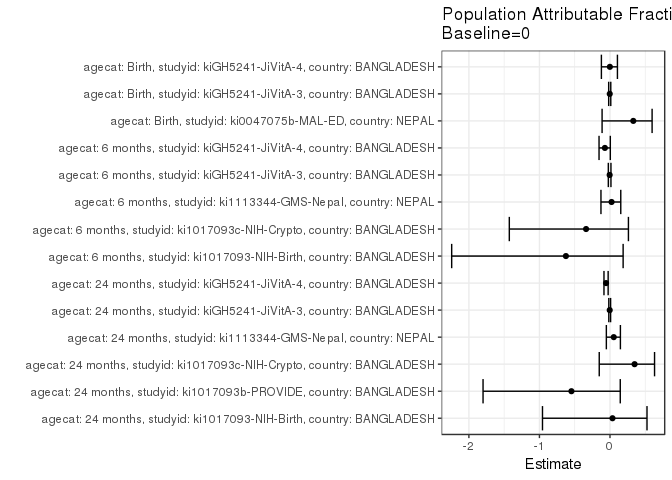 Population Attributable Fracti
Baseline=0
agecat: Birth, studyid: kiGH5241-JiVitA-4, country: BANGLADESH
agecat: Birth, studyid: kiGH5241-JiVitA-3, country: BANGLADESH
agecat: Birth, studyid: ki0047075b-MAL-ED, country: NEPAL
agecat: 6 months, studyid: kiGH5241-JiVitA-4, country: BANGLADESH
agecat: 6 months, studyid: kiGH5241-JiVitA-3, country: BANGLADESH
agecat: 6 months, studyid: ki1113344-GMS-Nepal, country: NEPAL
agecat: 6 months, studyid: ki1017093c-NIH-Crypto, country: BANGLADESH
agecat: 6 months, studyid: ki1017093-NIH-Birth, country: BANGLADESH
agecat: 24 months, studyid: kiGH5241-JiVitA-4, country: BANGLADESH
agecat: 24 months, studyid: kiGH5241-JiVitA-3, country: BANGLADESH
agecat: 24 months, studyid: ki1113344-GMS-Nepal, country: NEPAL
agecat: 24 months, studyid: ki1017093c-NIH-Crypto, country: BANGLADESH
agecat: 24 months, studyid: ki1017093b-PROVIDE, country: BANGLADESH
agecat: 24 months, studyid: ki1017093-NIH-Birth, country: BANGLADESH
-2 -1 0
Estimate